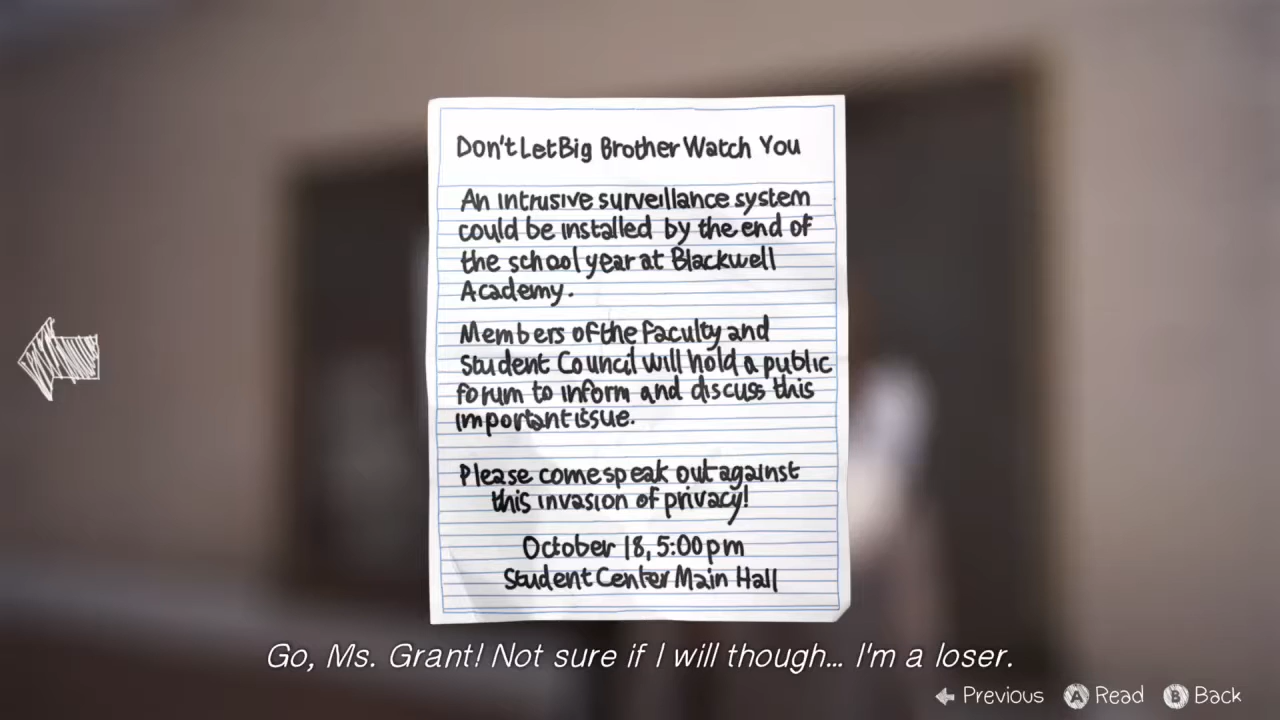 Don't Let Big Brother Watch You
An intrusive surveillance system
could be installed by the end of
the school year at Blackwell
Academy.
Members of the faculty and
Student Council will hold a public
forum to inform and discuss this
important issue.
Please come speak out against
this invasion of privacy!
October 18, 5:00pm
Student Center Main Hall
Go, Ms. Grant! Not sure if I will though... I'm a loser.
Previous A Read B Back